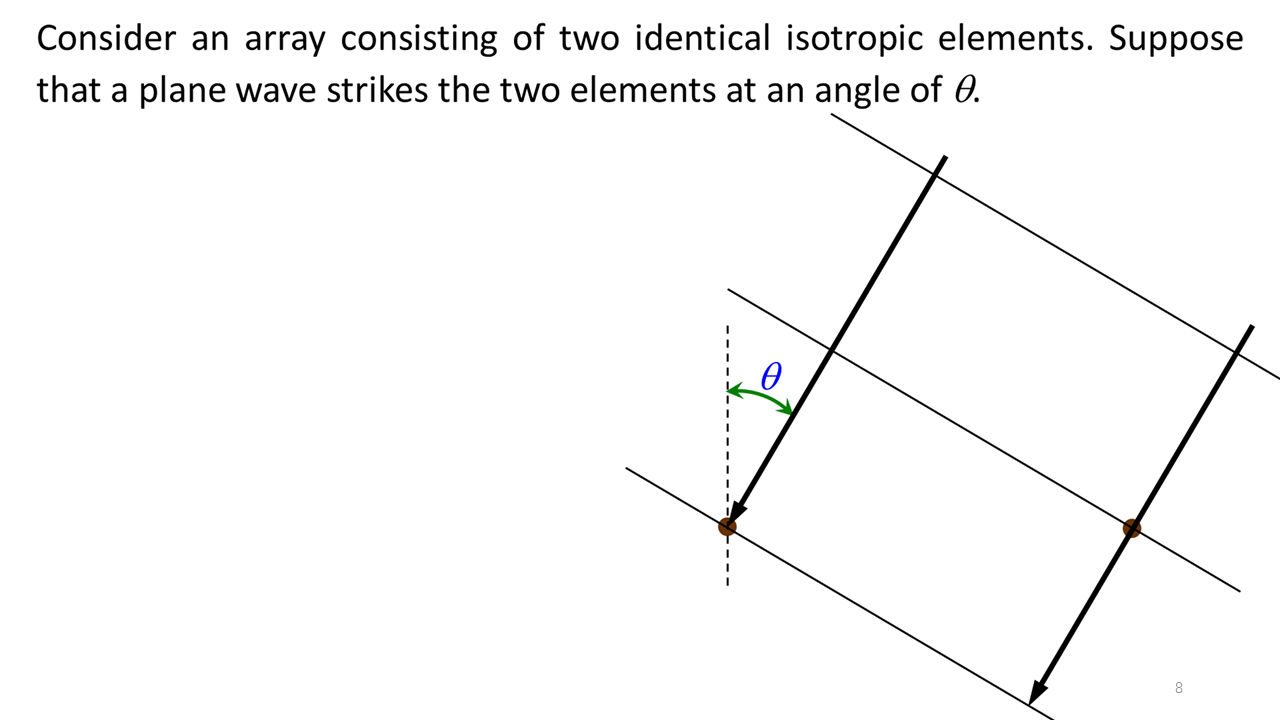 Consider an array consisting of two identical isotropic elements. Suppose
that a plane wave strikes the two elements at an angle of θ.
θ
8